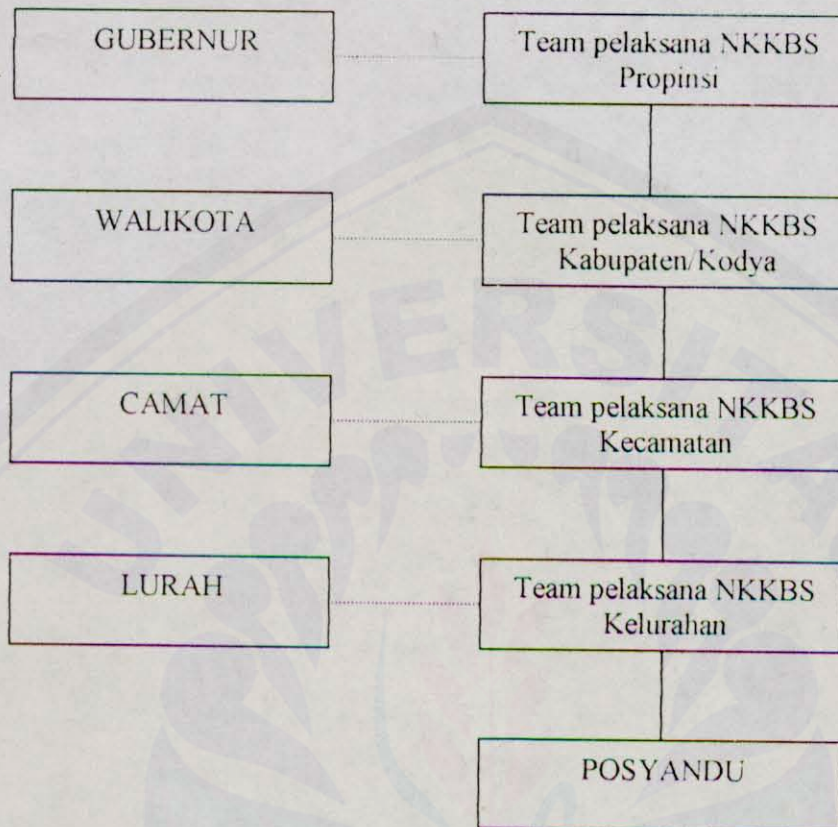 GUBERNUR
Team pelaksana NKKBS
Propinsi
WALIKOTA
Team pelaksana NKKBS
Kabupaten/Kodya
CAMAT
Team pelaksana NKKBS
Kecamatan
LURAH
Team pelaksana NKKBS
Kelurahan
POSYANDU
UNIVERSITA